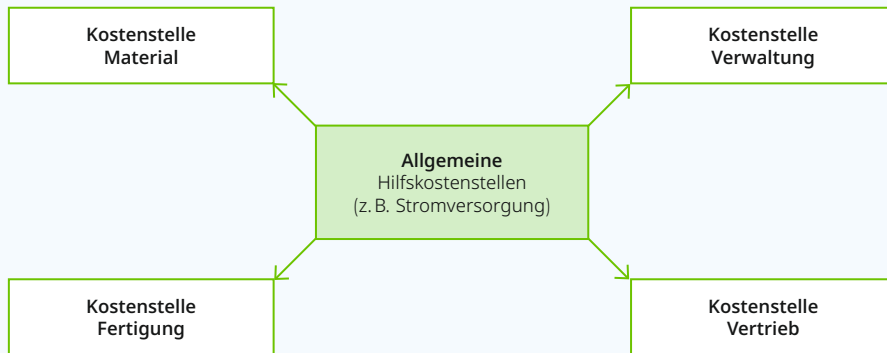 Kostenstelle
Material
Kostenstelle
Verwaltung
Allgemeine
Hilfskostenstellen
(z. B. Stromversorgung)
Kostenstelle
Fertigung
Kostenstelle
Vertrieb